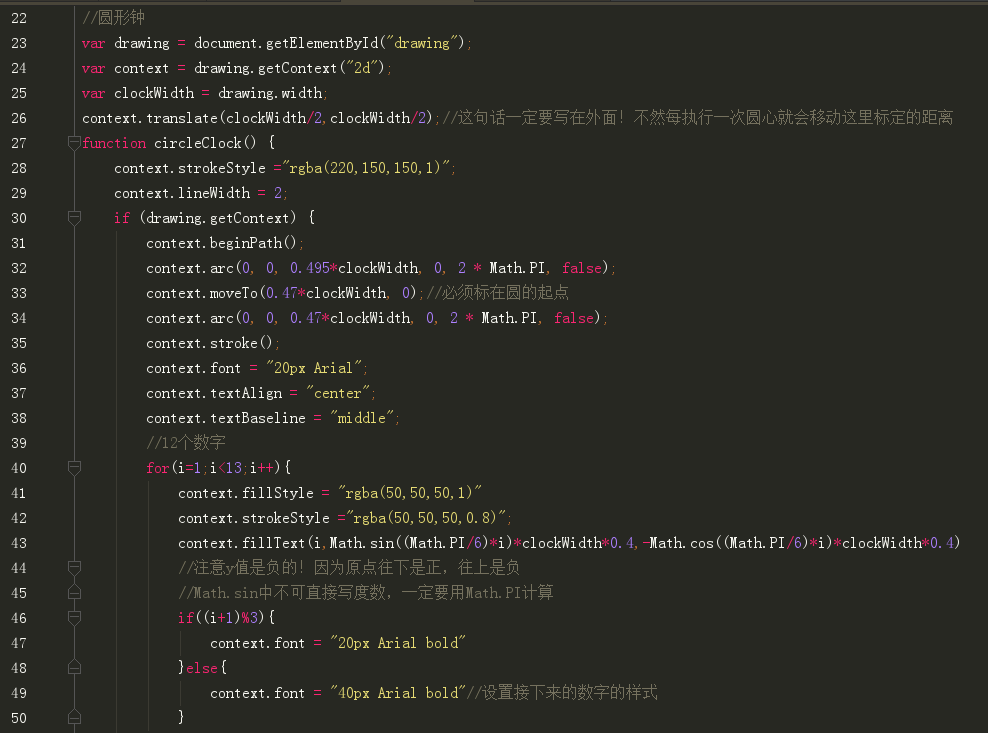 22 //圆形钟
23 var drawing = document.getElementById("drawing");
24 var context = drawing.getContext("2d");
25 var clockWidth = drawing.width;
26 context.translate(clockWidth/2,clockWidth/2);//这句话一定要写在外面！不然每执行一次圆心就会移动这里标定的距离
27 function circleClock() {
28 context.strokeStyle ="rgba(220,150,150,1)";
29 context.lineWidth = 2;
30 if (drawing.getContext) {
31 context.beginPath();
32 context.arc(0, 0, 0.495*clockWidth, 0, 2 * Math.PI, false);
33 context.moveTo(0.47*clockWidth, 0);//必须标在圆的起点
34 context.arc(0, 0, 0.47*clockWidth, 0, 2 * Math.PI, false);
35 context.stroke();
36 context.font = "20px Arial";
37 context.textAlign = "center";
38 context.textBaseline = "middle";
39 //12个数字
40 for(i=1;i<13;i++){
41 context.fillStyle = "rgba(50,50,50,1)"
42 context.strokeStyle ="rgba(50,50,50,0.8)";
43 context.fillText(i,Math.sin((Math.PI/6)*i)*clockWidth*0.4,-Math.cos((Math.PI/6)*i)*clockWidth*0.4)
44 //注意y值是负的！因为原点往下是正，往上是负
45 //Math.sin中不可直接写度数，一定要用Math.PI计算
46 if((i+1)%3){
47 context.font = "20px Arial bold"
48 }else{
49 context.font = "40px Arial bold"//设置接下来的数字的样式
50 }